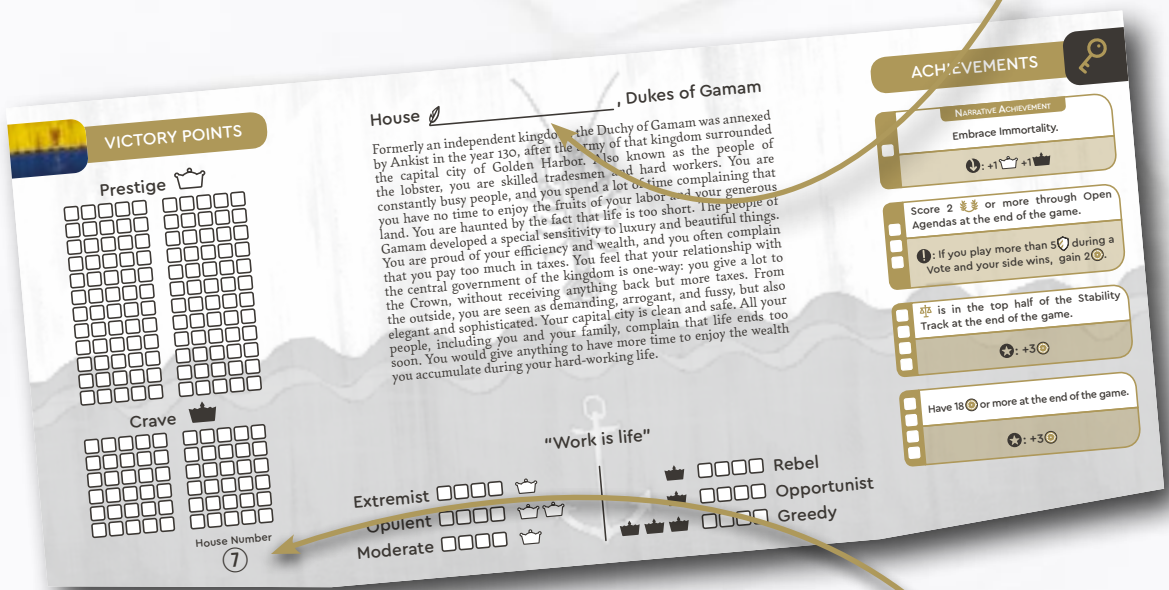 VICTORY POINTS
Prestige
Crave
House Number
7
House , Dukes of Gamam
Formerly an independent kingdom, the Duchy of Gamam was annexed
by Ankist in the year 130, after the army of that kingdom surrounded
the capital city of Golden Harbor. Also known as the people of
the lobster, you are skilled tradesmen and hard workers. You are
constantly busy people, and you spend a lot of time complaining that
you have no time to enjoy the fruits of your labor and your generous
land. You are haunted by the fact that life is too short. The people of
Gamam developed a special sensitivity to luxury and beautiful things.
You are proud of your efficiency and wealth, and you often complain
that you pay too much in taxes. You feel that your relationship with
the central government of the kingdom is one-way: you give a lot to
the Crown, without receiving anything back but more taxes. From
the outside, you are seen as demanding, arrogant, and fussy, but also
elegant and sophisticated. Your capital city is clean and safe. All your
people, including you and your family, complain that life ends too
soon. You would give anything to have more time to enjoy the wealth
you accumulate during your hard-working life.
"Work is life"
Extremist
Opulent
Moderate
Rebel
Opportunist
Greedy
ACHIEVEMENTS
Narrative Achievement
Embrace Immortality.
: +1 +1
Score 2 or more through Open
Agendas at the end of the game.
: If you play more than 5 during a
Vote and your side wins, gain 2 .
is in the top half of the Stability
Track at the end of the game.
: +3
Have 18 or more at the end of the game.
: +3